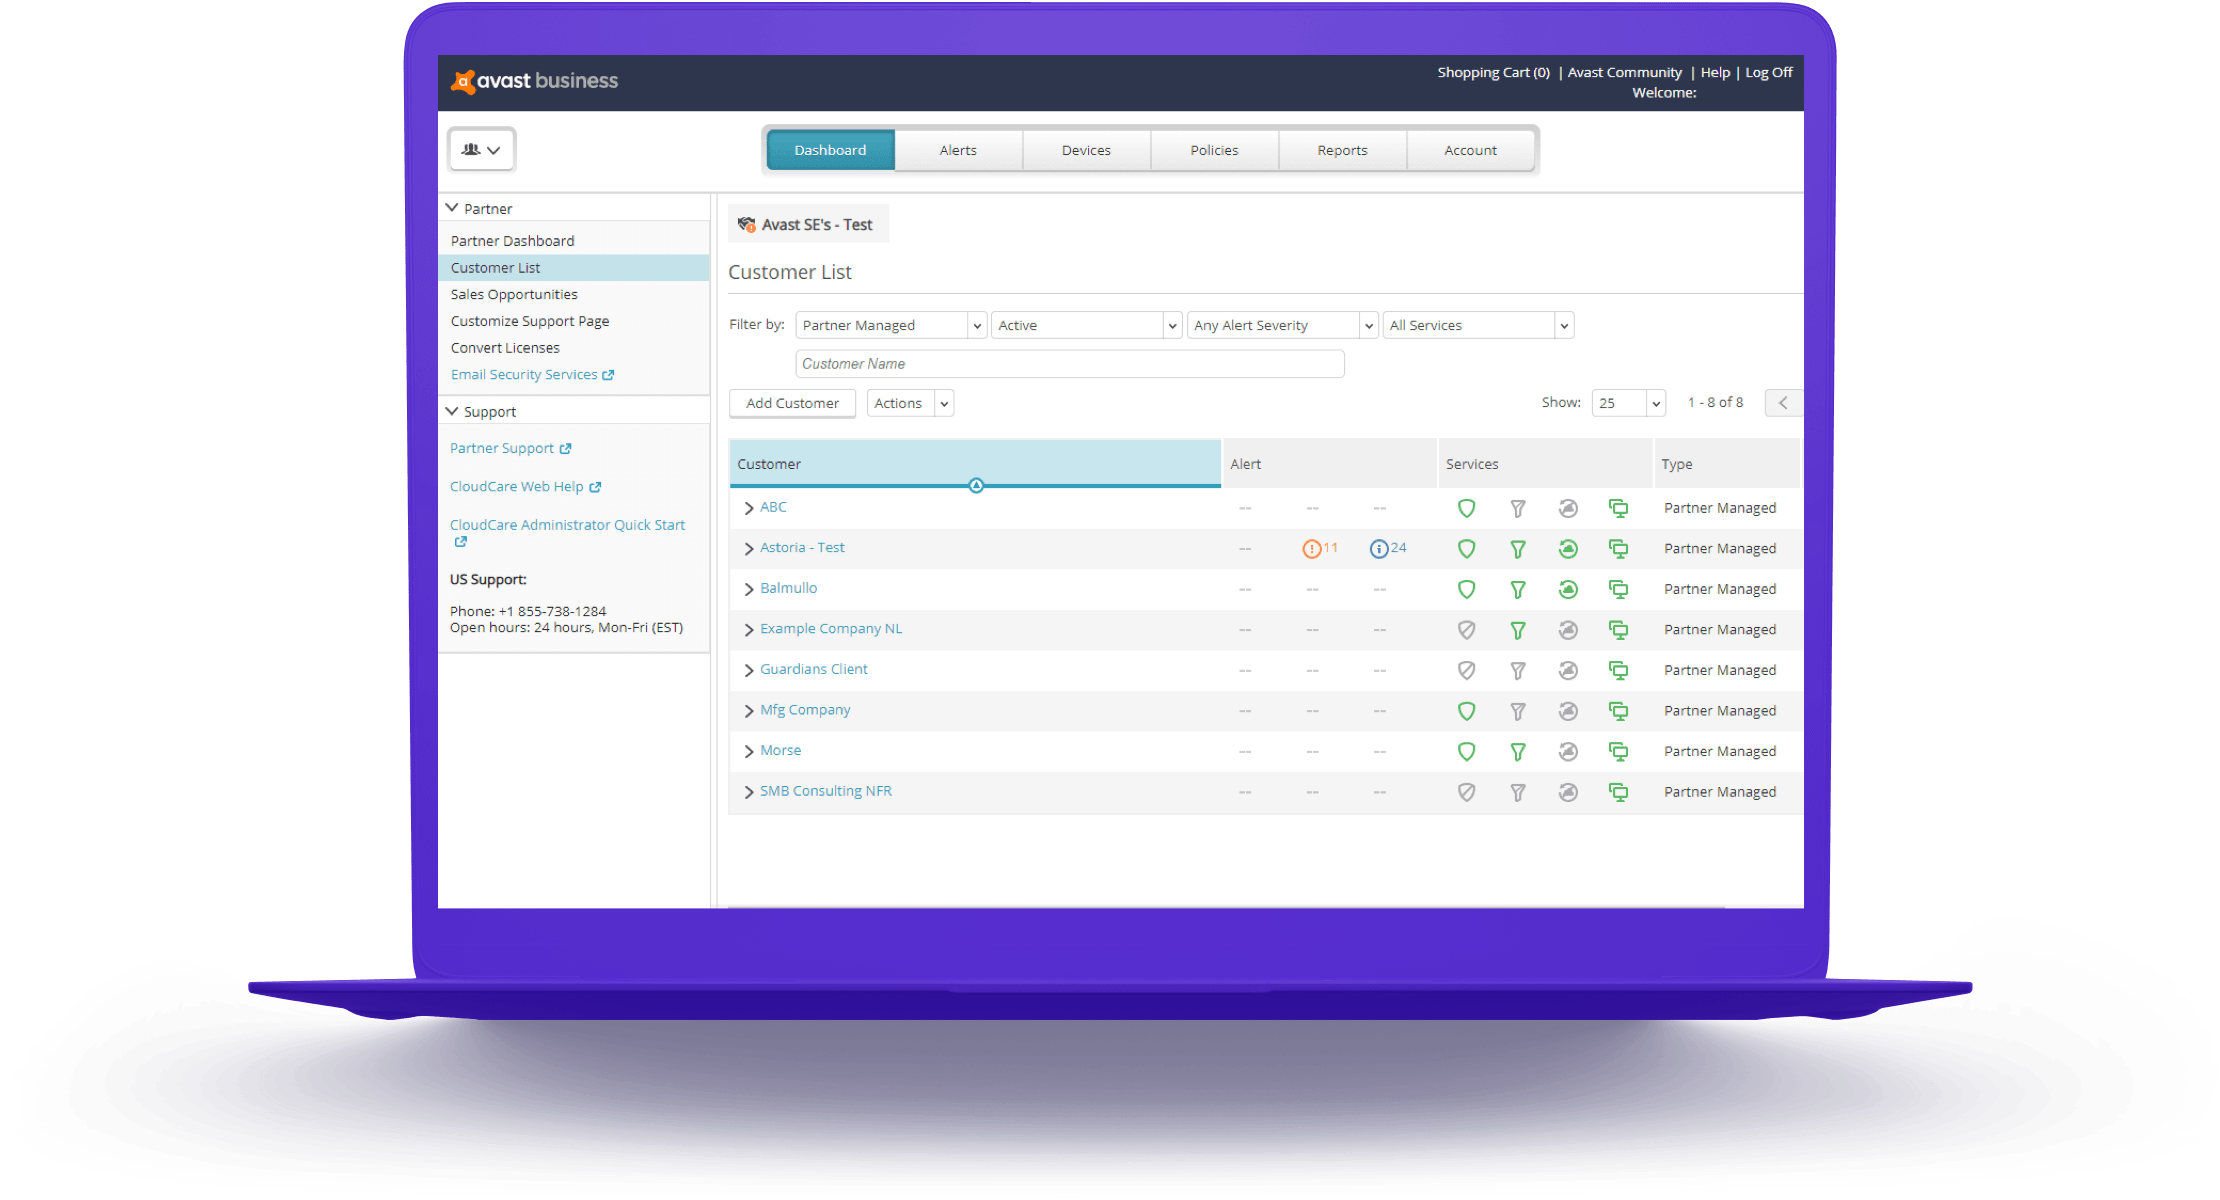 avast business
Shopping Cart (0) | Avast Community | Help | Log Off
Welcome:
Dashboard Alerts Devices Policies Reports Account
Partner
Partner Dashboard
Customer List
Sales Opportunities
Customize Support Page
Convert Licenses
Email Security Services
Support
Partner Support
CloudCare Web Help
CloudCare Administrator Quick Start
US Support:
Phone: +1 855-738-1284
Open hours: 24 hours, Mon-Fri (EST)
Avast SE's - Test
Customer List
Filter by: Partner Managed Active Any Alert Severity All Services
Customer Name
Add Customer Actions Show: 25 1 - 8 of 8
Customer Alert Services Type
ABC -- -- -- Partner Managed
Astoria - Test -- 11 24 Partner Managed
Balmullo -- -- -- Partner Managed
Example Company NL -- -- -- Partner Managed
Guardians Client -- -- -- Partner Managed
Mfg Company -- -- -- Partner Managed
Morse -- -- -- Partner Managed
SMB Consulting NFR -- -- -- Partner Managed